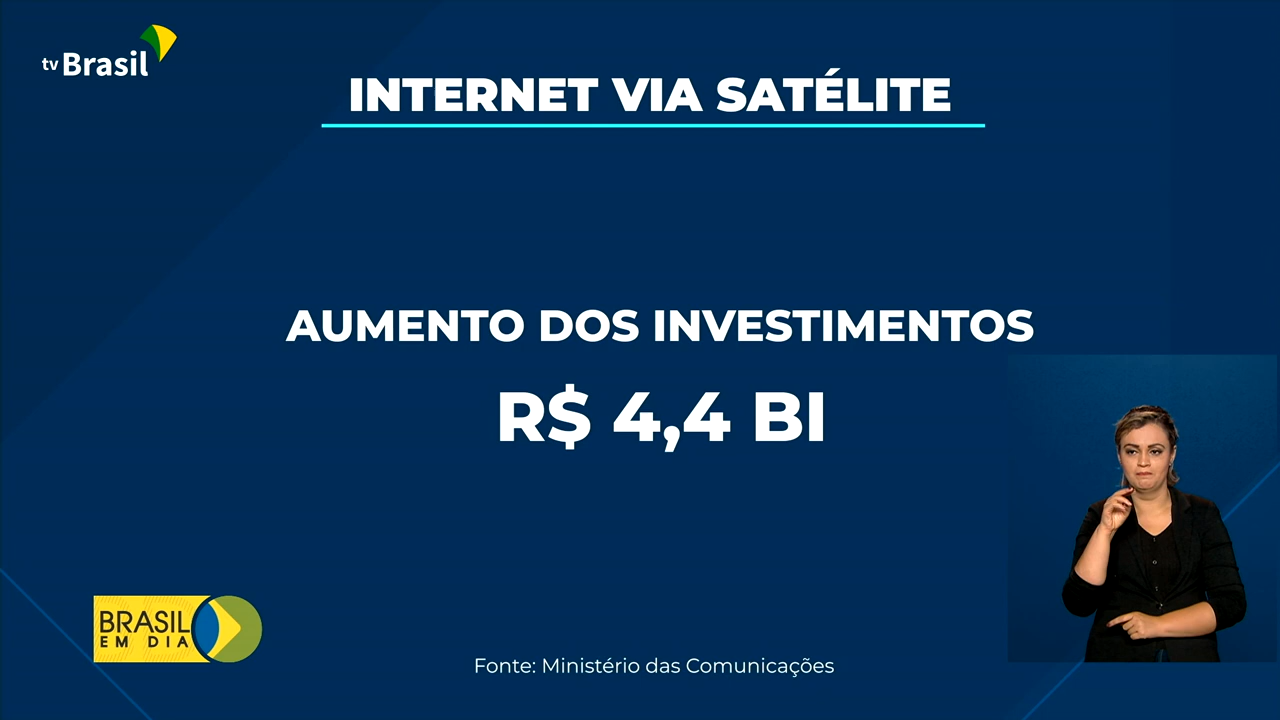 tv Brasil
INTERNET VIA SATÉLITE
AUMENTO DOS INVESTIMENTOS
R$ 4,4 BI
BRASIL
EM DIA
Fonte: Ministério das Comunicações